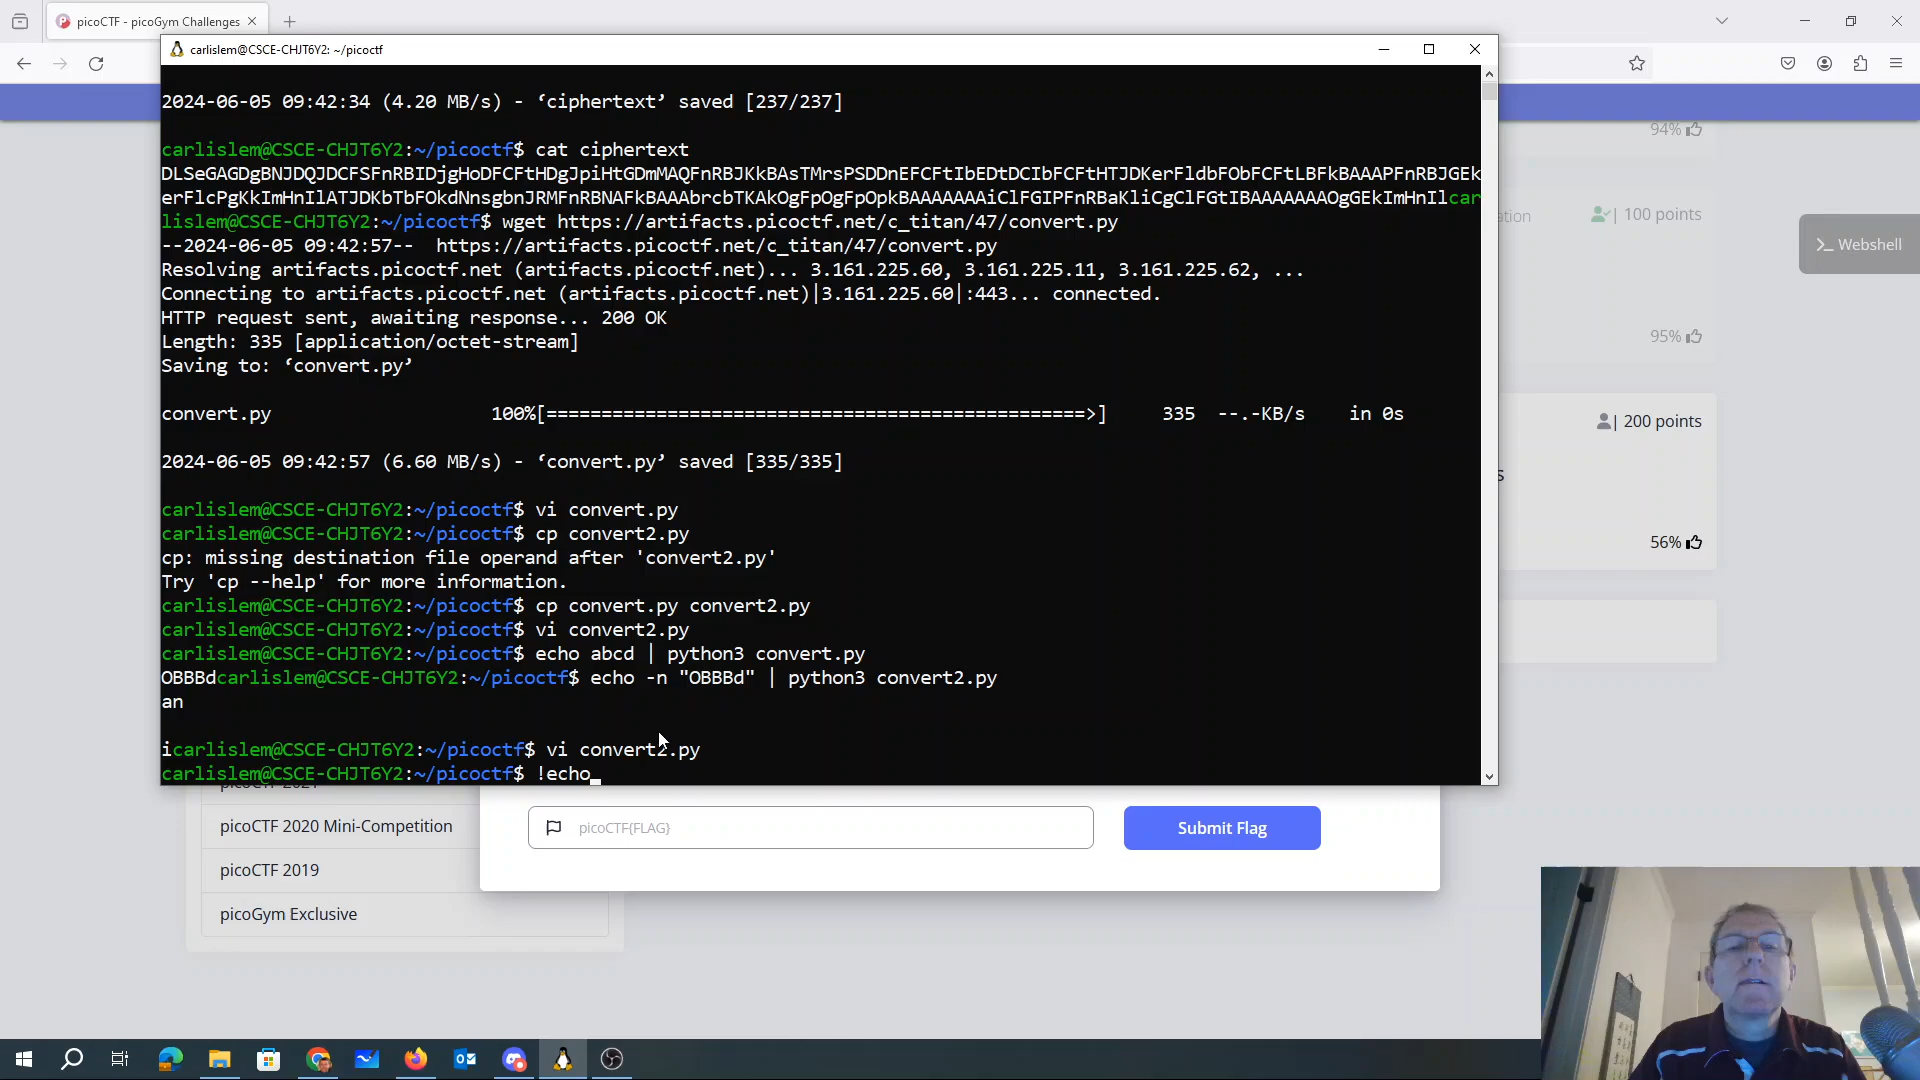 picoCTF - picoGym Challenges
carlislem@CSCE-CHJT6Y2: ~/picoctf
2024-06-05 09:42:34 (4.20 MB/s) - ‘ciphertext’ saved [237/237]
carlislem@CSCE-CHJT6Y2:~/picoctf$ cat ciphertext
DLSeGAGDgBNJDQJDCFSFnRBIDjgHoDFCFtHDgJpiHtGDmMAQFnRBJKkBAsTMrsPSDDnEFCFtIbEDtDCIbFCFtHTJDKerFldbFObFCFtLBFkBAAAPFnRBJGEk
erFlcPgKkImHnIlATJDKbTbFOkdNnsgbnJRMFnRBNAFkBAAAbrcbTKAkOgFpOgFpOpkBAAAAAAAiClFGIPFnRBaKliCgClFGtIBAAAAAAAOgGEkImHnIlcar
lislem@CSCE-CHJT6Y2:~/picoctf$ wget https://artifacts.picoctf.net/c_titan/47/convert.py
--2024-06-05 09:42:57--  https://artifacts.picoctf.net/c_titan/47/convert.py
Resolving artifacts.picoctf.net (artifacts.picoctf.net)... 3.161.225.60, 3.161.225.11, 3.161.225.62, ...
Connecting to artifacts.picoctf.net (artifacts.picoctf.net)|3.161.225.60|:443... connected.
HTTP request sent, awaiting response... 200 OK
Length: 335 [application/octet-stream]
Saving to: ‘convert.py’
convert.py 100%[===================================================>] 335 --.-KB/s in 0s
2024-06-05 09:42:57 (6.60 MB/s) - ‘convert.py’ saved [335/335]
carlislem@CSCE-CHJT6Y2:~/picoctf$ vi convert.py
carlislem@CSCE-CHJT6Y2:~/picoctf$ cp convert2.py
cp: missing destination file operand after 'convert2.py'
Try 'cp --help' for more information.
carlislem@CSCE-CHJT6Y2:~/picoctf$ cp convert.py convert2.py
carlislem@CSCE-CHJT6Y2:~/picoctf$ vi convert2.py
carlislem@CSCE-CHJT6Y2:~/picoctf$ echo abcd | python3 convert.py
OBBBdcarlislem@CSCE-CHJT6Y2:~/picoctf$ echo -n "OBBBd" | python3 convert2.py
an
icarlislem@CSCE-CHJT6Y2:~/picoctf$ vi convert2.py
carlislem@CSCE-CHJT6Y2:~/picoctf$ !echo
94%
| 100 points
>_ Webshell
95%
| 200 points
56%
picoCTF 2020 Mini-Competition
picoCTF 2019
picoGym Exclusive
picoCTF{FLAG}
Submit Flag